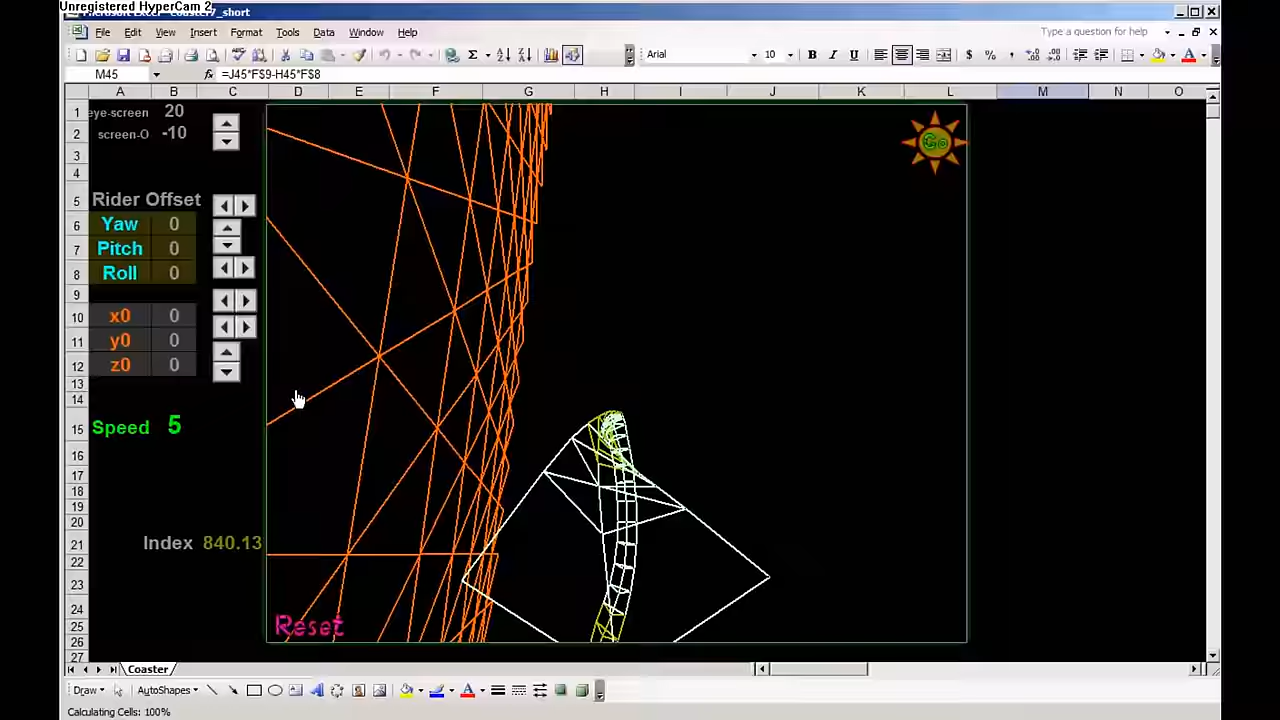 Unregistered HyperCam 2
Microsoft Excel - coaster7_short
File Edit View Insert Format Tools Data Window Help
Type a question for help
Arial 10 B I U $ %
M45 fx =J45*F$9-H45*F$8
A B C D E F G H I J K L M N O
1 eye-screen 20
2 screen-O -10
3
4
5 Rider Offset
6 Yaw 0
7 Pitch 0
8 Roll 0
9
10 x0 0
11 y0 0
12 z0 0
13
14
15 Speed 5
16
17
18
19
20
21 Index 840.13
22
23
24
25
26
27
Go
Reset
Coaster
Draw AutoShapes
Calculating Cells: 100%